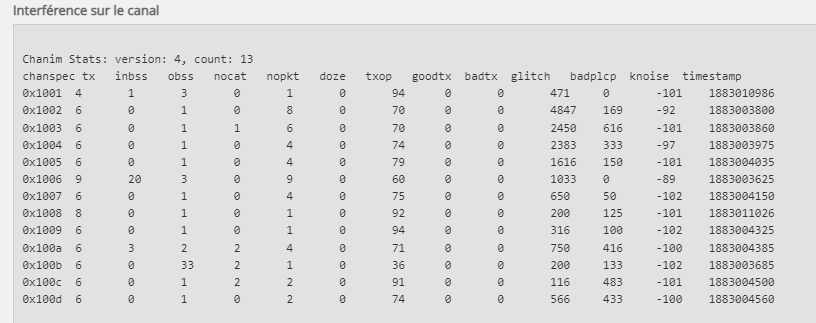 Interférence sur le canal
Chanim Stats: version: 4, count: 13
chanspec tx inbss obss nocat nopkt doze txop goodtx badtx glitch badplcp knoise timestamp
0x1001 4 1 3 0 1 0 94 0 0 471 0 -101 1883010986
0x1002 6 0 1 0 8 0 70 0 0 4847 169 -92 1883003800
0x1003 6 0 1 1 6 0 70 0 0 2450 616 -101 1883003860
0x1004 6 0 1 0 4 0 74 0 0 2383 333 -97 1883003975
0x1005 6 0 1 0 4 0 79 0 0 1616 150 -101 1883004035
0x1006 9 20 3 0 9 0 60 0 0 1033 0 -89 1883003625
0x1007 6 0 1 0 4 0 75 0 0 650 50 -102 1883004150
0x1008 8 0 1 0 1 0 92 0 0 200 125 -101 1883011026
0x1009 6 0 1 0 1 0 94 0 0 316 100 -102 1883004325
0x100a 6 3 2 2 4 0 71 0 0 750 416 -100 1883004385
0x100b 6 0 33 2 1 0 36 0 0 200 133 -102 1883003685
0x100c 6 0 1 2 2 0 91 0 0 116 483 -101 1883004500
0x100d 6 0 1 0 2 0 74 0 0 566 433 -100 1883004560